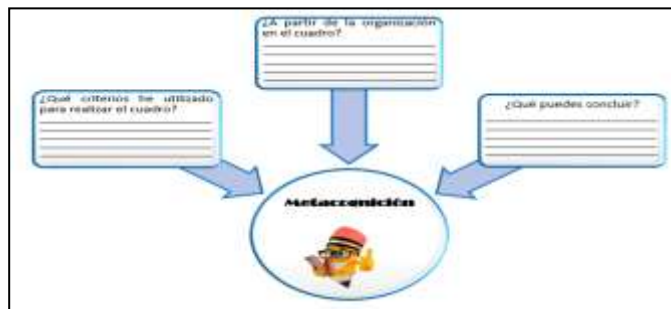 ¿A partir de la organización
en el cuadro?
¿Qué criterios he utilizado
para realizar el cuadro?
¿Qué puedes concluir?
Metacognición